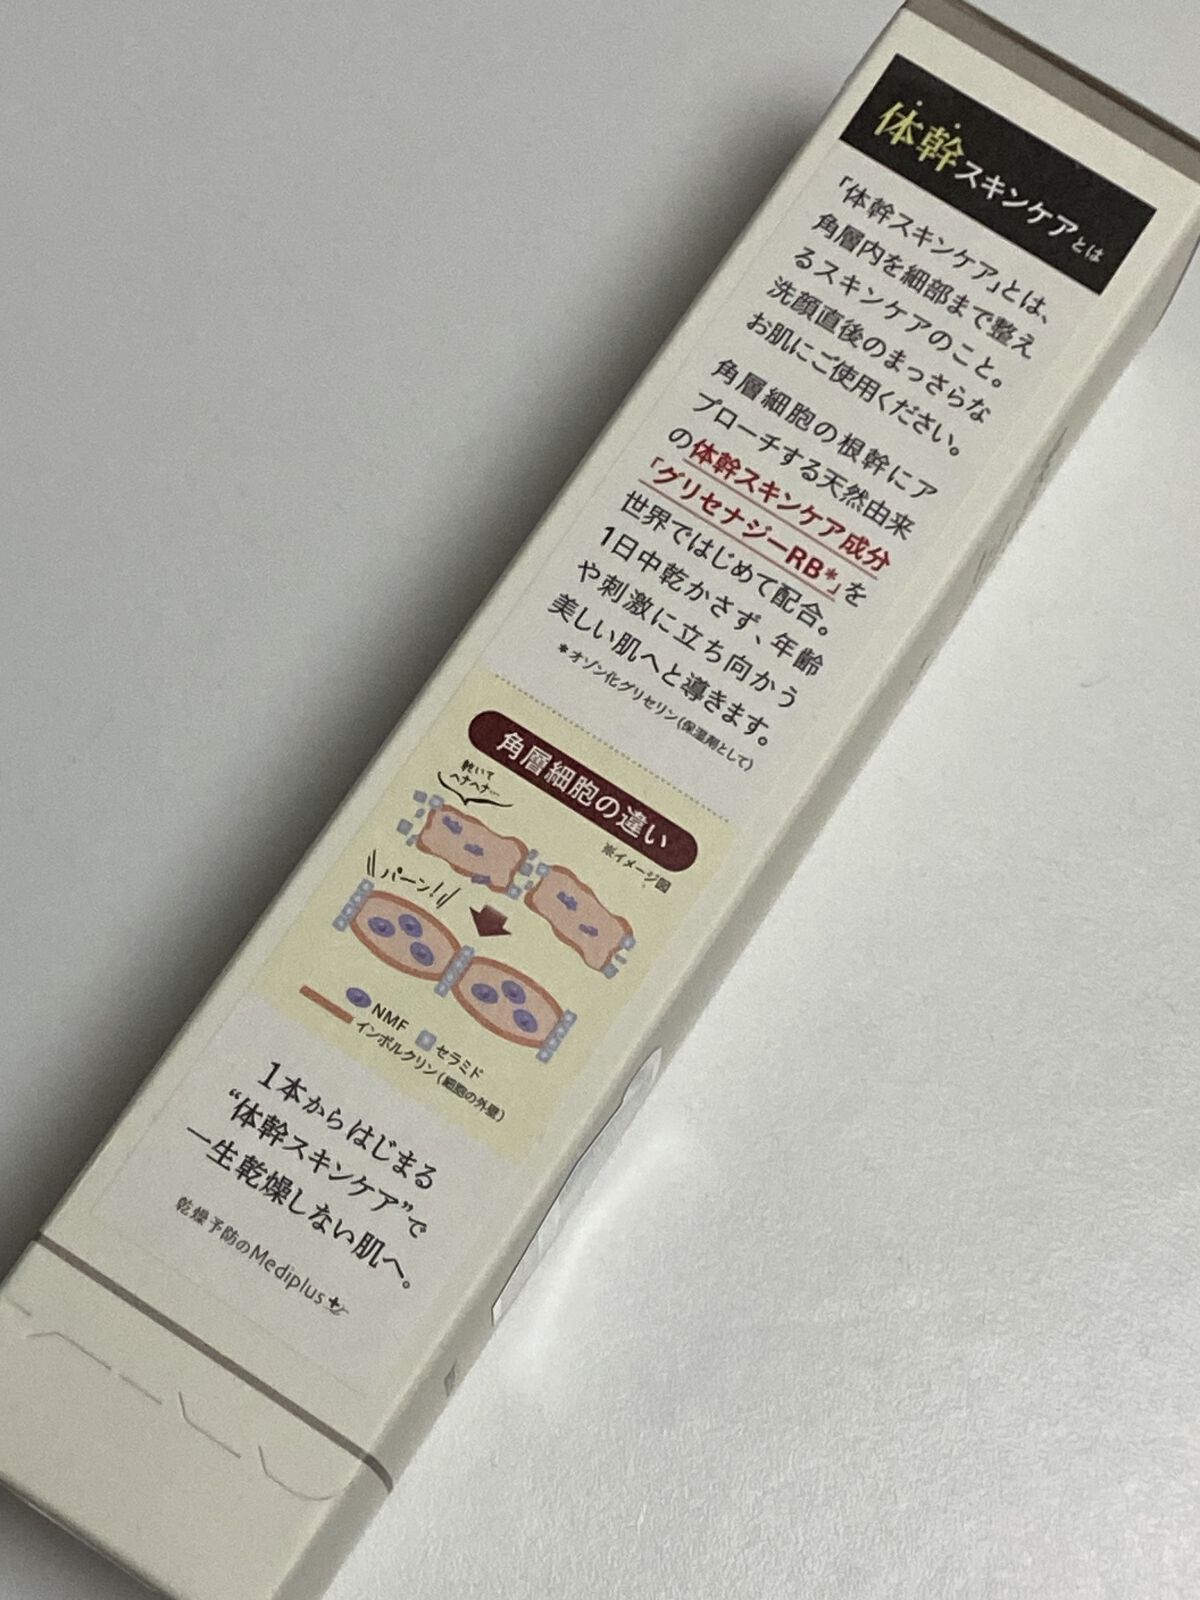 体幹スキンケアとは
「体幹スキンケア」とは、
角層内を細部まで整え
るスキンケアのこと。
洗顔直後のまっさらな
お肌にご使用ください。
角層細胞の根幹にア
プローチする天然由来
の体幹スキンケア成分
「グリセナジーRB*」を
世界ではじめて配合。
1日中乾かさず、年齢
や刺激に立ち向かう
美しい肌へと導きます。
*オゾン化グリセリン(保湿剤として)
角層細胞の違い
※イメージ図
乾いて
ヘナヘナ…
パーン!
NMF セラミド
インボルクリン(細胞の外壁)
1本からはじまる
“体幹スキンケア”で
一生乾燥しない肌へ。
乾燥予防のMediplus